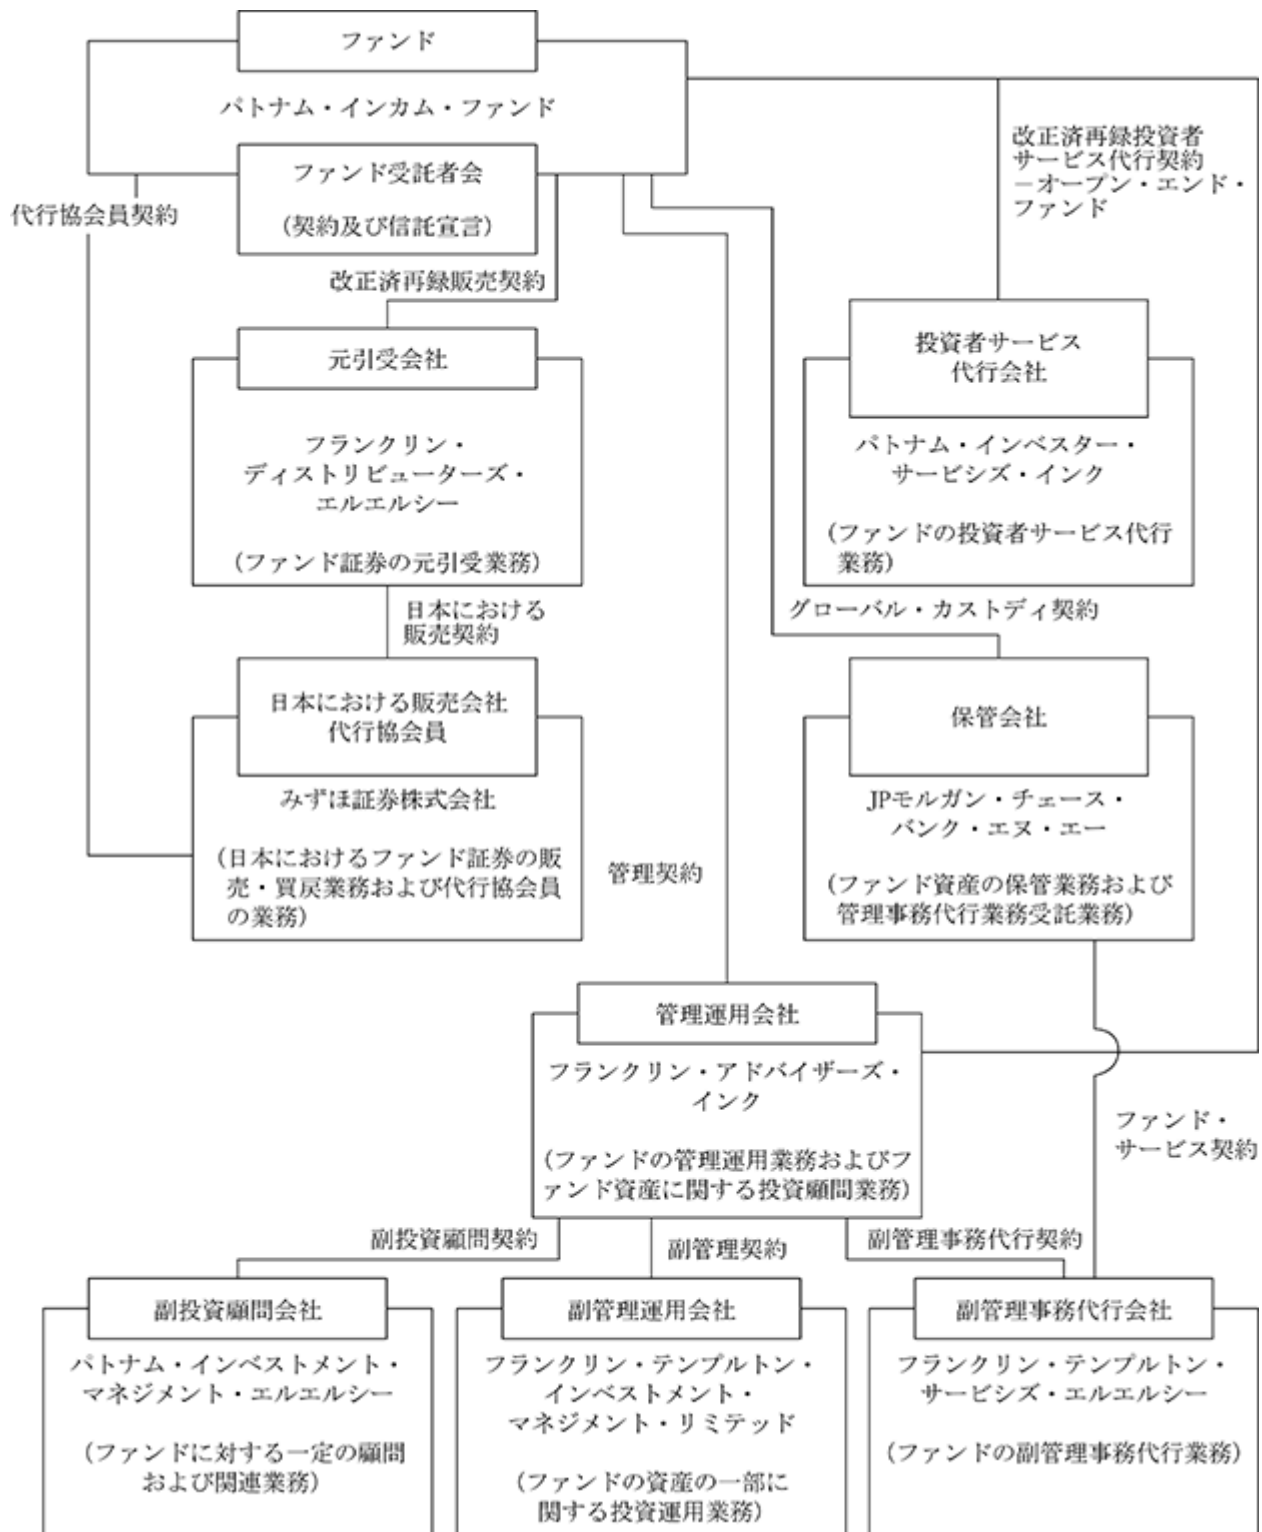 ファンド
パトナム・インカム・ファンド
ファンド受託者会
(契約及び信託宣言)
代行協会員契約
改正済再録投資者
サービス代行契約
－オープン・エンド・
ファンド
改正済再録販売契約
元引受会社
フランクリン・
ディストリビューターズ・
エルエルシー
(ファンド証券の元引受業務)
投資者サービス
代行会社
パトナム・インベスター・
サービシズ・インク
(ファンドの投資者サービス代行
業務)
日本における
販売契約
グローバル・カストディ契約
日本における販売会社
代行協会員
みずほ証券株式会社
(日本におけるファンド証券の販
売・買戻業務および代行協会員
の業務)
保管会社
JPモルガン・チェース・
バンク・エヌ・エー
(ファンド資産の保管業務および
管理事務代行業務受託業務)
管理契約
管理運用会社
フランクリン・アドバイザーズ・
インク
(ファンドの管理運用業務およびフ
ァンド資産に関する投資顧問業務)
ファンド・
サービス契約
副投資顧問契約
副管理契約
副管理事務代行契約
副投資顧問会社
パトナム・インベストメント・
マネジメント・エルエルシー
(ファンドに対する一定の顧問
および関連業務)
副管理運用会社
フランクリン・テンプルトン・
インベストメント・
マネジメント・リミテッド
(ファンドの資産の一部に
関する投資運用業務)
副管理事務代行会社
フランクリン・テンプルトン・
サービシズ・エルエルシー
(ファンドの副管理事務代行業務)